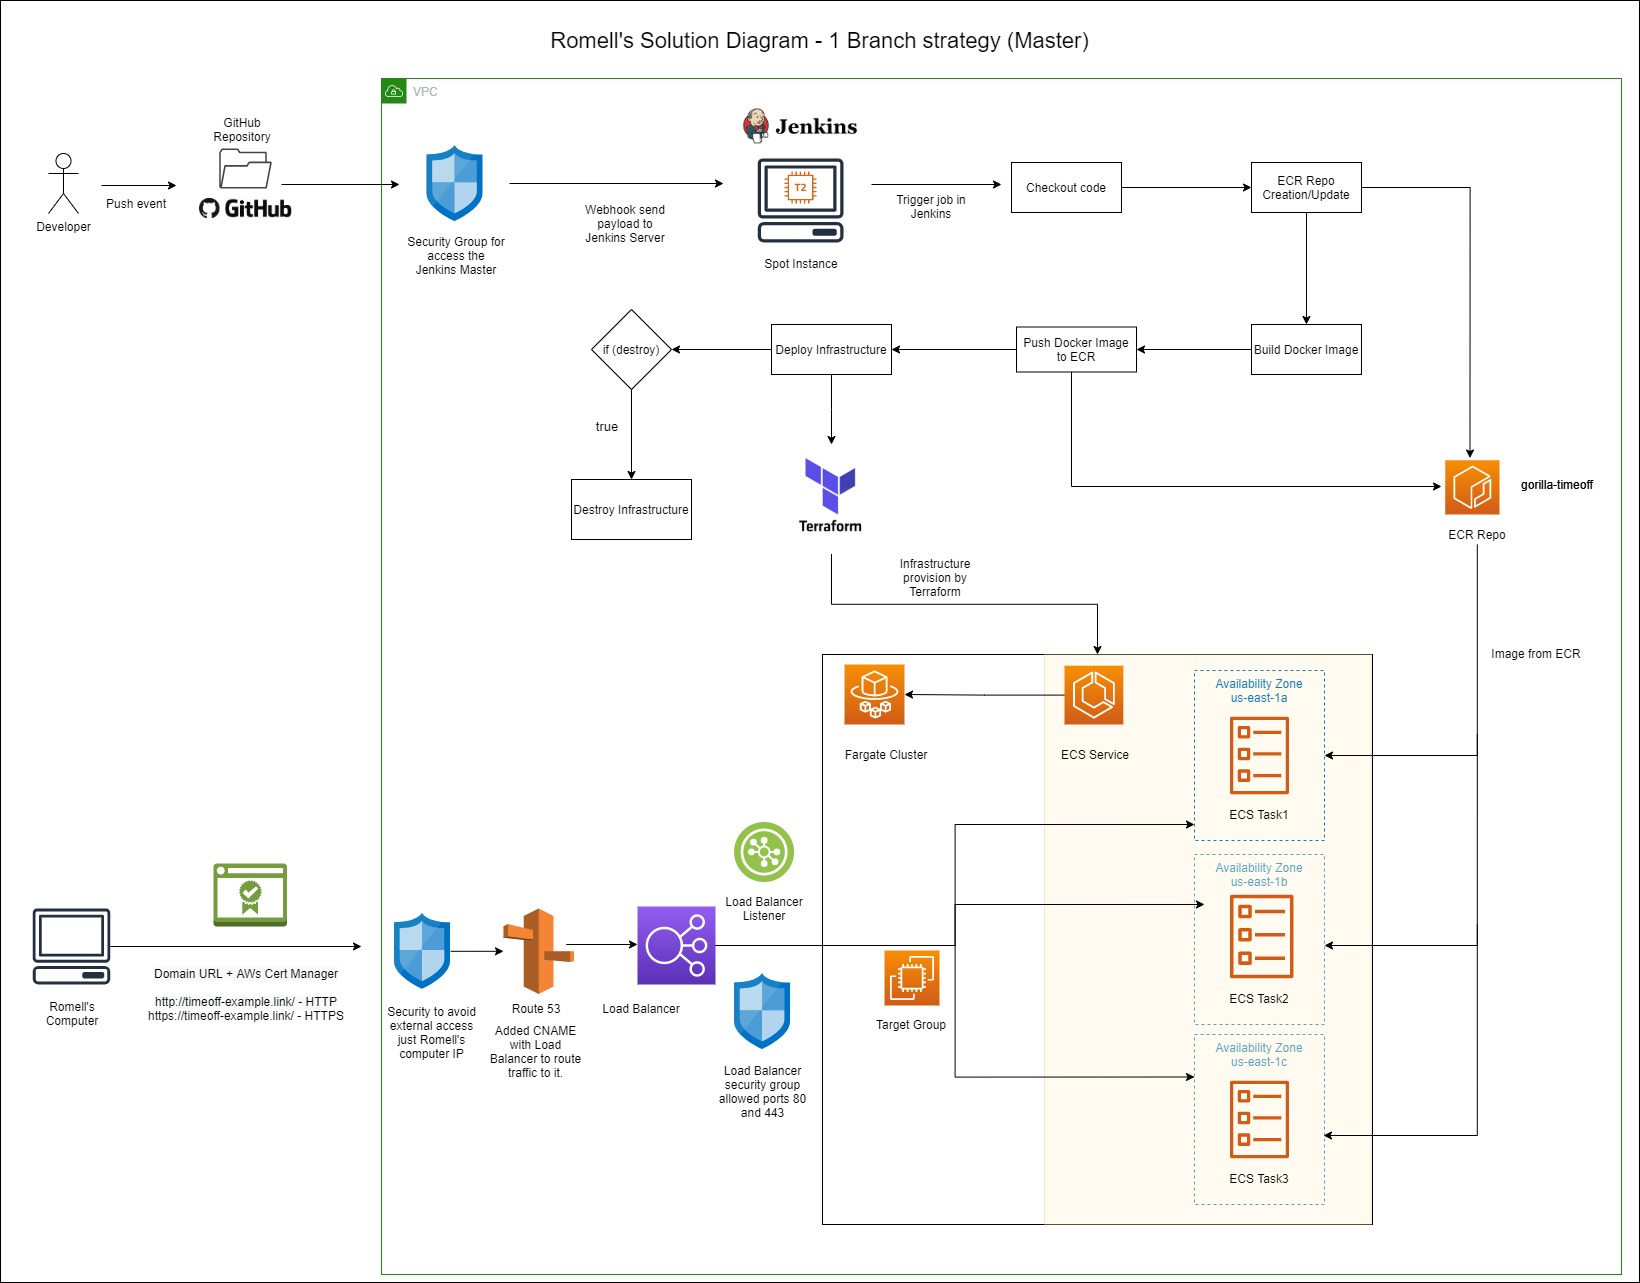 Romell's Solution Diagram - 1 Branch strategy (Master)
VPC
GitHub
Repository
GitHub
Developer
Push event
Security Group for
access the
Jenkins Master
Webhook send
payload to
Jenkins Server
Jenkins
T2
Spot Instance
Trigger job in
Jenkins
Checkout code
ECR Repo
Creation/Update
if (destroy)
Deploy Infrastructure
Push Docker Image
to ECR
Build Docker Image
true
Destroy Infrastructure
Terraform
gorilla-timeoff
ECR Repo
Infrastructure
provision by
Terraform
Image from ECR
Fargate Cluster
ECS Service
Availability Zone
us-east-1a
ECS Task1
Availability Zone
us-east-1b
ECS Task2
Availability Zone
us-east-1c
ECS Task3
Romell's
Computer
Domain URL + AWs Cert Manager
http://timeoff-example.link/ - HTTP
https://timeoff-example.link/ - HTTPS
Security to avoid
external access
just Romell's
computer IP
Route 53
Added CNAME
with Load
Balancer to route
traffic to it.
Load Balancer
Load Balancer
Listener
Load Balancer
security group
allowed ports 80
and 443
Target Group